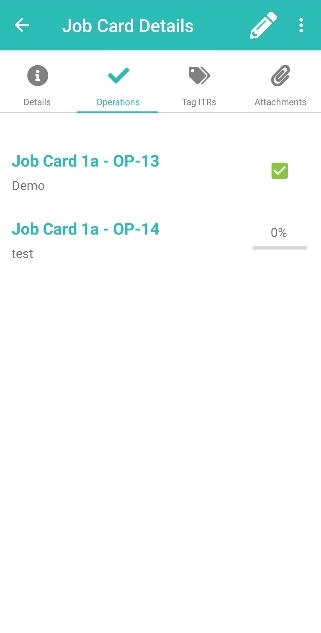 Job Card Details
Details
Operations
Tag ITRs
Attachments
Job Card 1a - OP-13
Demo
Job Card 1a - OP-14
0%
test